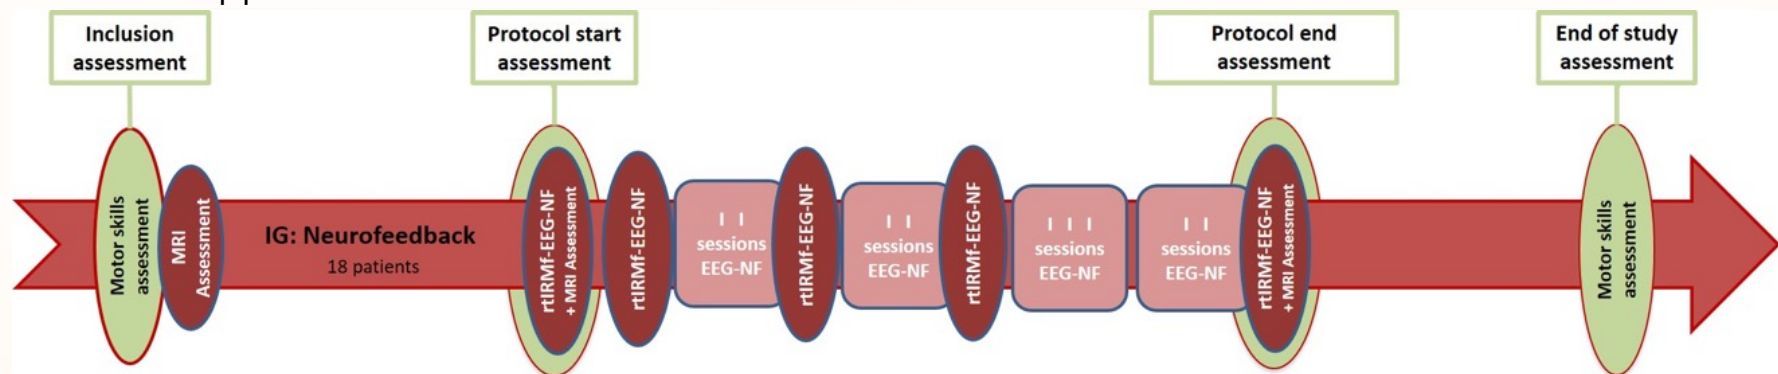 Inclusion
assessment
Protocol start
assessment
Protocol end
assessment
End of study
assessment
Motor skills
assessment
MRI
Assessment
IG: Neurofeedback
18 patients
rtIRMf-EEG-NF
+ MRI Assessment
rtIRMf-EEG-NF
I I
sessions
EEG-NF
rtIRMf-EEG-NF
I I
sessions
EEG-NF
rtIRMf-EEG-NF
I I I
sessions
EEG-NF
I I
sessions
EEG-NF
rtIRMf-EEG-NF
+ MRI Assessment
Motor skills
assessment